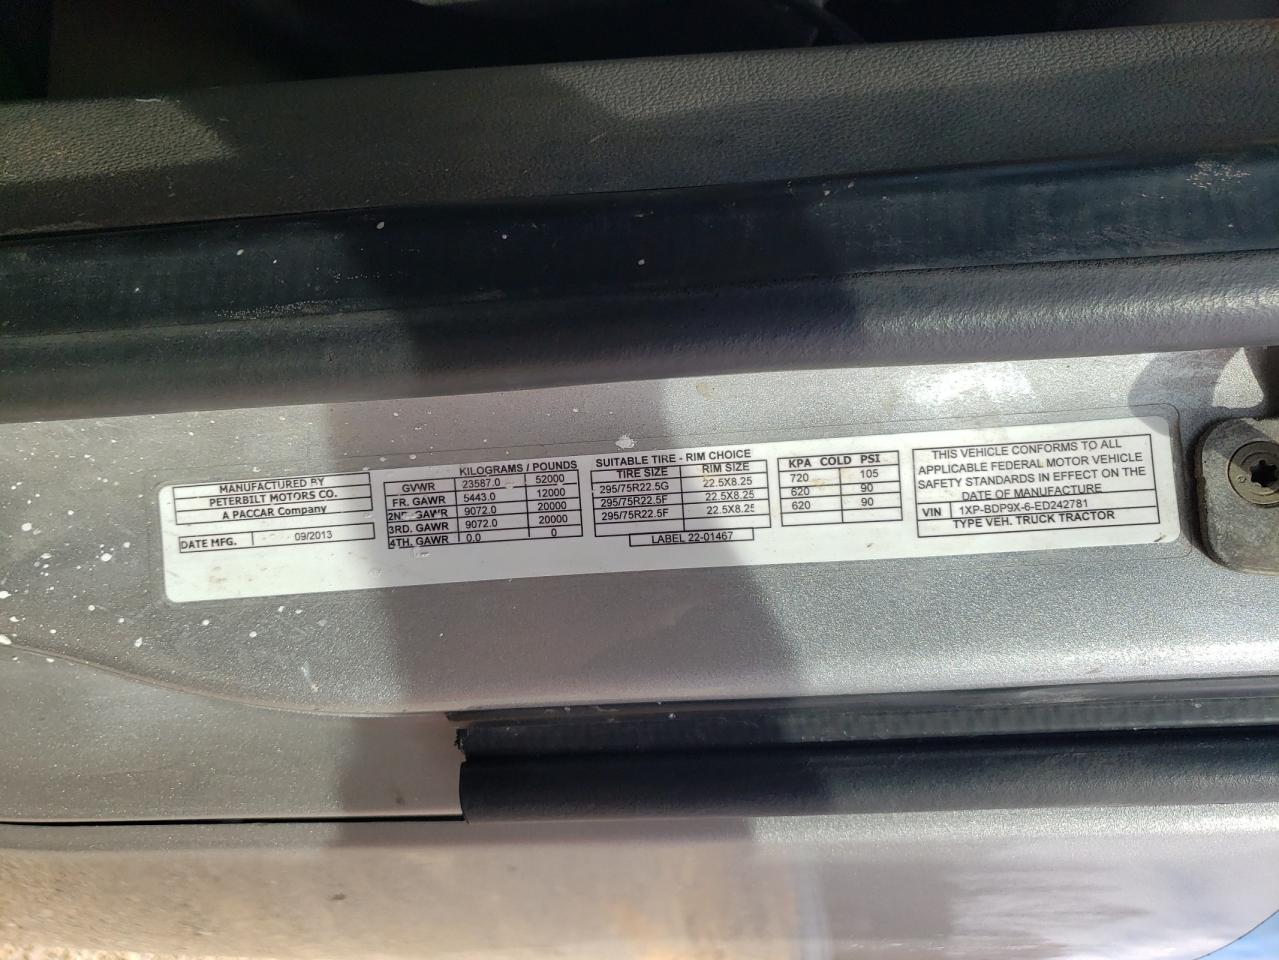 MANUFACTURED BY
PETERBILT MOTORS CO.
A PACCAR Company
DATE MFG. 09/2013
KILOGRAMS / POUNDS
GVWR 23587.0 52000
FR. GAWR 5443.0 12000
2ND GAWR 9072.0 20000
3RD. GAWR 9072.0 20000
4TH. GAWR 0.0 0
SUITABLE TIRE - RIM CHOICE
TIRE SIZE RIM SIZE
295/75R22.5G 22.5X8.25
295/75R22.5F 22.5X8.25
295/75R22.5F 22.5X8.25
LABEL 22-01467
KPA COLD PSI
720 105
620 90
620 90
THIS VEHICLE CONFORMS TO ALL
APPLICABLE FEDERAL MOTOR VEHICLE
SAFETY STANDARDS IN EFFECT ON THE
DATE OF MANUFACTURE
VIN 1XP-BDP9X-6-ED242781
TYPE VEH. TRUCK TRACTOR